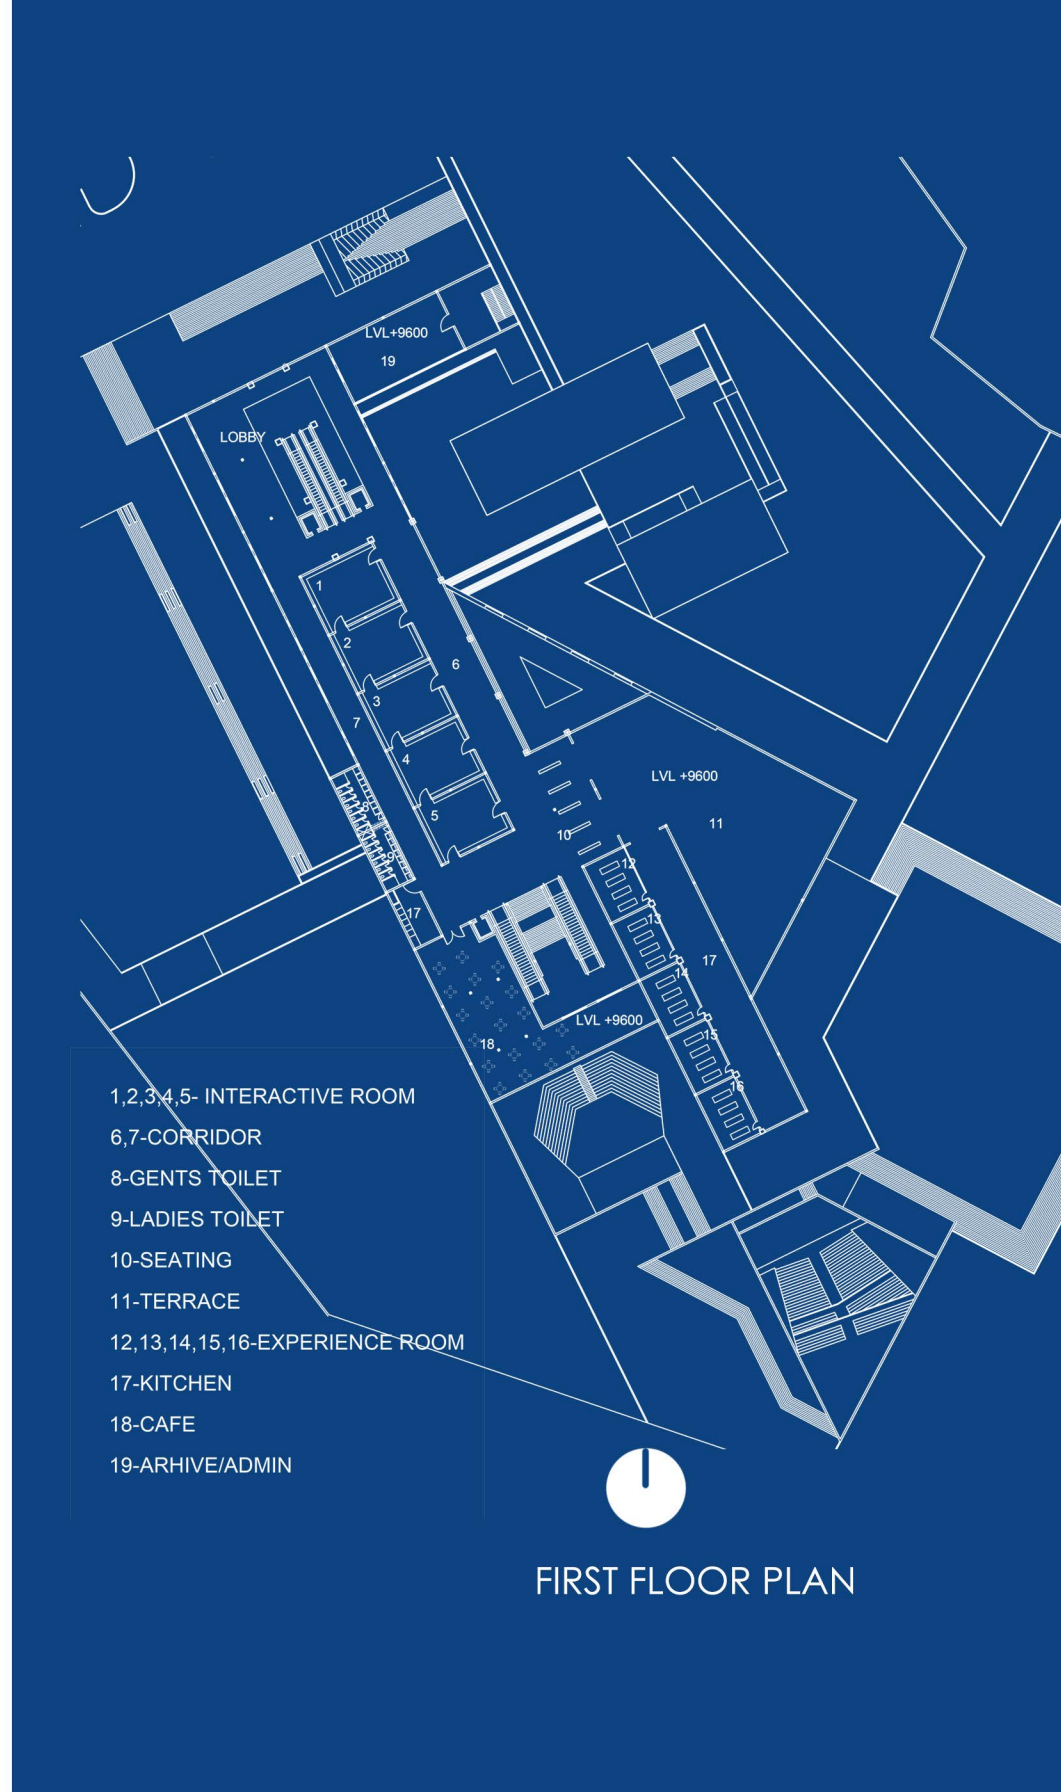 LVL+9600
19
LOBBY
1
2
6
3
7
4
LVL +9600
8
5
10
11
9
12
17
13
17
14
LVL +9600
15
18
16
1,2,3,4,5- INTERACTIVE ROOM
6,7-CORRIDOR
8-GENTS TOILET
9-LADIES TOILET
10-SEATING
11-TERRACE
12,13,14,15,16-EXPERIENCE ROOM
17-KITCHEN
18-CAFE
19-ARHIVE/ADMIN
FIRST FLOOR PLAN